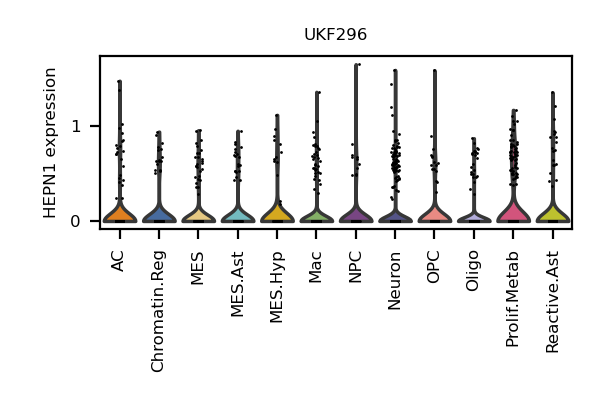 UKF296
HEPN1 expression
1
0
AC
Chromatin.Reg
MES
MES.Ast
MES.Hyp
Mac
NPC
Neuron
OPC
Oligo
Prolif.Metab
Reactive.Ast